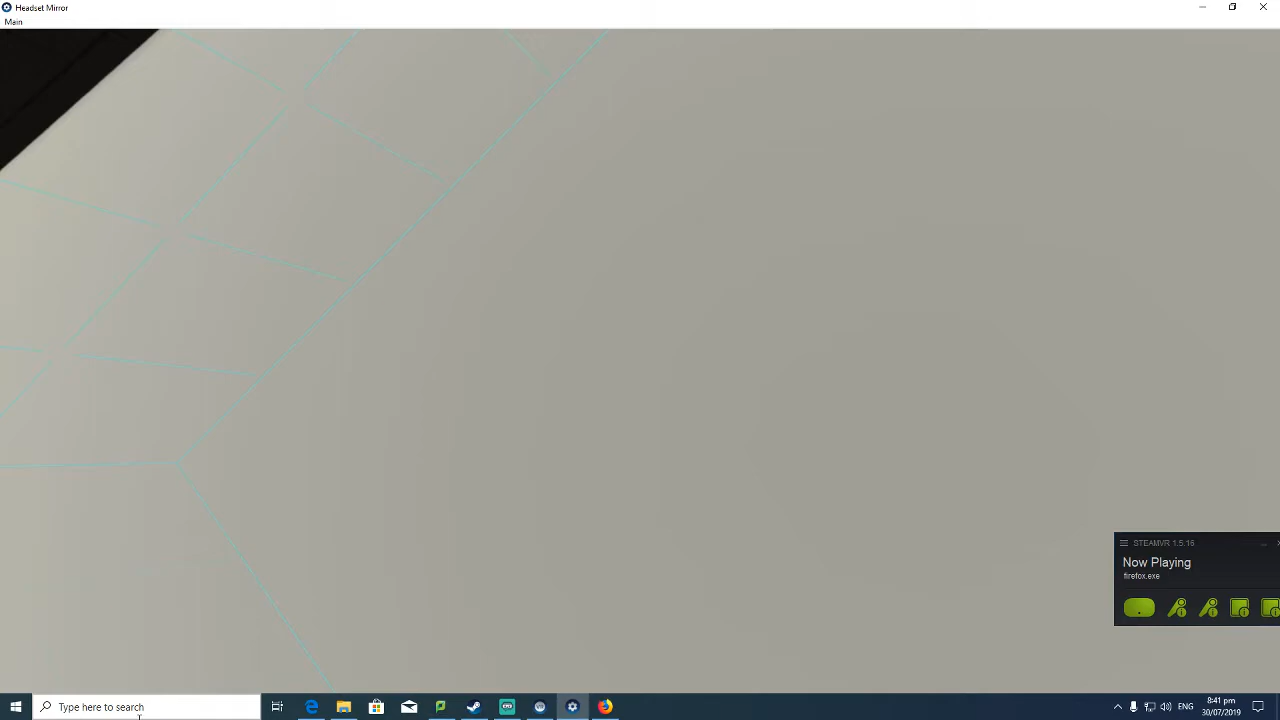 Headset Mirror
Main
STEAMVR 1.5.16
Now Playing
firefox.exe
Type here to search
ENG
8:41 pm
30/07/2019